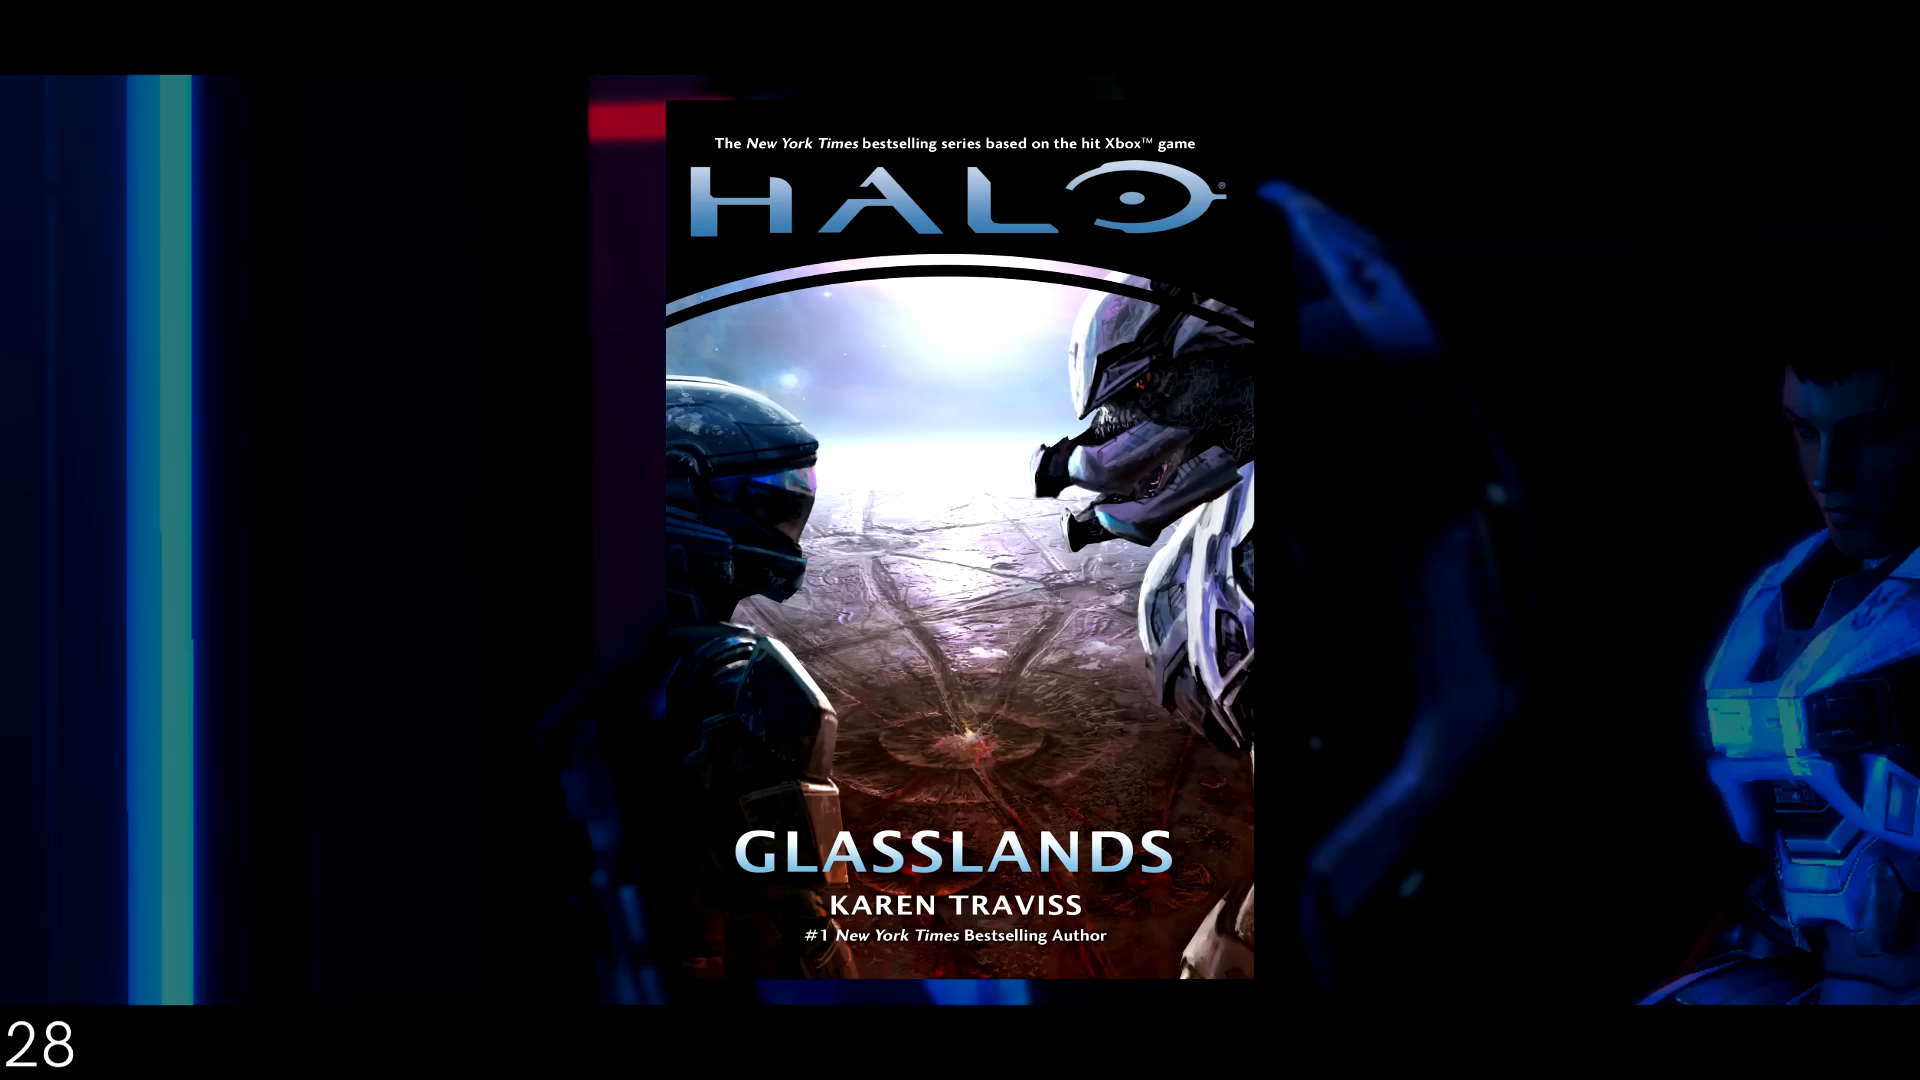 The New York Times bestselling series based on the hit Xbox™ game
HALO®
GLASSLANDS
KAREN TRAVISS
#1 New York Times Bestselling Author
28